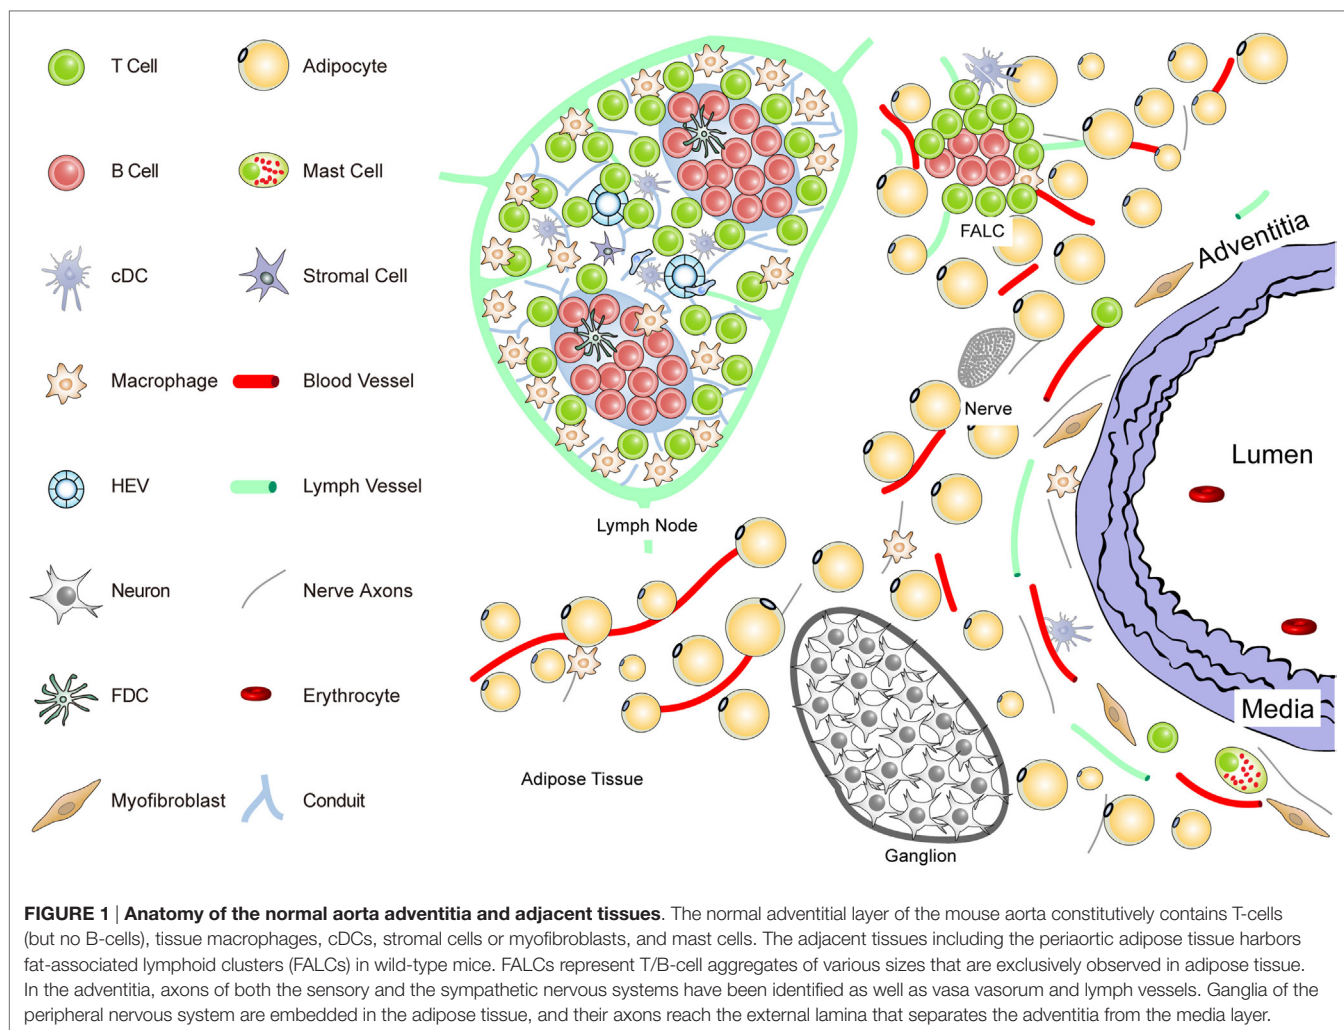 T Cell
Adipocyte
B Cell
Mast Cell
cDC
Stromal Cell
Macrophage
Blood Vessel
HEV
Lymph Vessel
Neuron
Nerve Axons
FDC
Erythrocyte
Myofibroblast
Conduit
FALC
Adventitia
Nerve
Lumen
Lymph Node
Media
Adipose Tissue
Ganglion
FIGURE 1 | Anatomy of the normal aorta adventitia and adjacent tissues. The normal adventitial layer of the mouse aorta constitutively contains T-cells
(but no B-cells), tissue macrophages, cDCs, stromal cells or myofibroblasts, and mast cells. The adjacent tissues including the periaortic adipose tissue harbors
fat-associated lymphoid clusters (FALCs) in wild-type mice. FALCs represent T/B-cell aggregates of various sizes that are exclusively observed in adipose tissue.
In the adventitia, axons of both the sensory and the sympathetic nervous systems have been identified as well as vasa vasorum and lymph vessels. Ganglia of the
peripheral nervous system are embedded in the adipose tissue, and their axons reach the external lamina that separates the adventitia from the media layer.